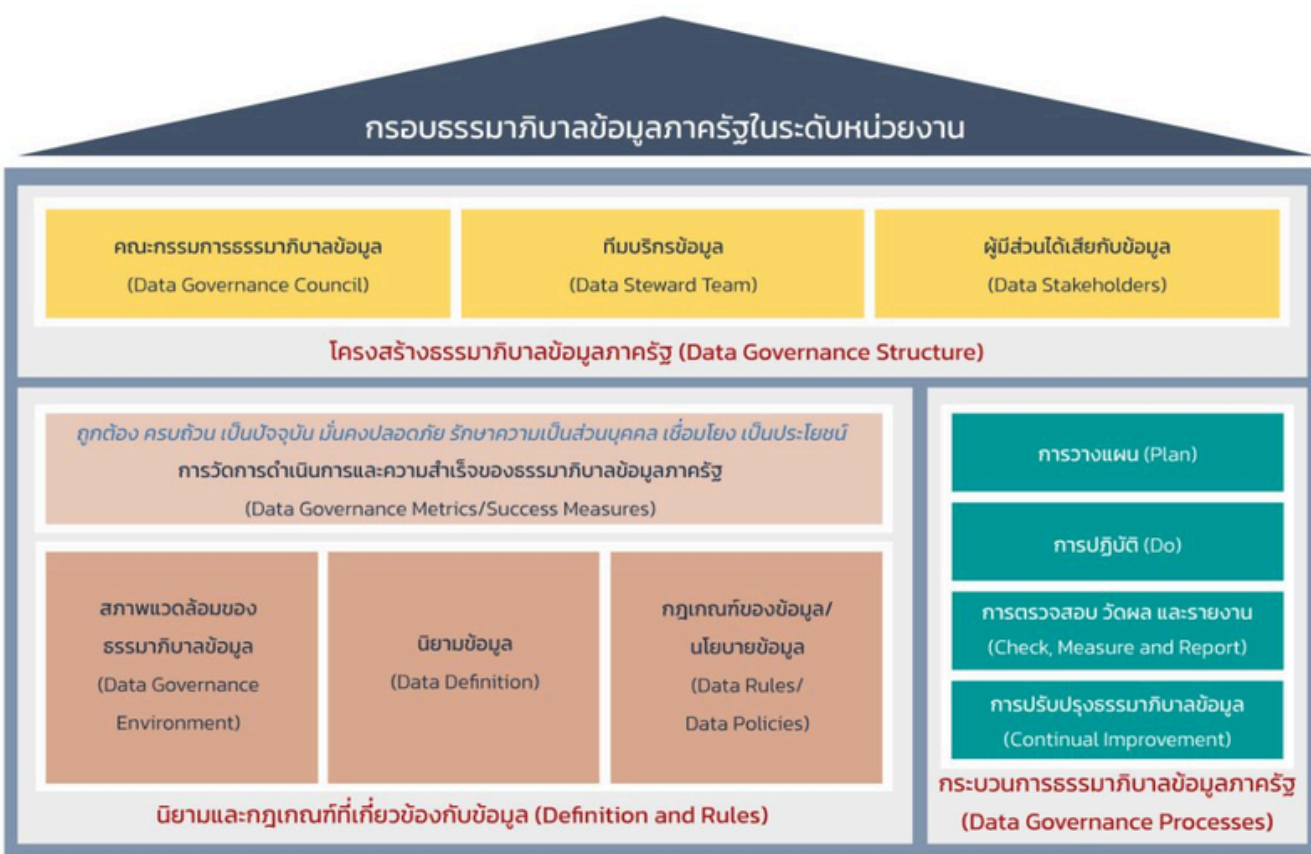 กรอบธรรมาภิบาลข้อมูลภาครัฐในระดับหน่วยงาน
คณะกรรมการธรรมาภิบาลข้อมูล
(Data Governance Council)
ทีมบริกรข้อมูล
(Data Steward Team)
ผู้มีส่วนได้เสียกับข้อมูล
(Data Stakeholders)
โครงสร้างธรรมาภิบาลข้อมูลภาครัฐ (Data Governance Structure)
ถูกต้อง ครบถ้วน เป็นปัจจุบัน มั่นคงปลอดภัย รักษาความเป็นส่วนบุคคล เชื่อมโยง เป็นประโยชน์
การวัดการดำเนินการและความสำเร็จของธรรมาภิบาลข้อมูลภาครัฐ
(Data Governance Metrics/Success Measures)
สภาพแวดล้อมของ
ธรรมาภิบาลข้อมูล
(Data Governance
Environment)
นิยามข้อมูล
(Data Definition)
กฎเกณฑ์ของข้อมูล/
นโยบายข้อมูล
(Data Rules/
Data Policies)
นิยามและกฎเกณฑ์ที่เกี่ยวข้องกับข้อมูล (Definition and Rules)
การวางแผน (Plan)
การปฏิบัติ (Do)
การตรวจสอบ วัดผล และรายงาน
(Check, Measure and Report)
การปรับปรุงธรรมาภิบาลข้อมูล
(Continual Improvement)
กระบวนการธรรมาภิบาลข้อมูลภาครัฐ
(Data Governance Processes)